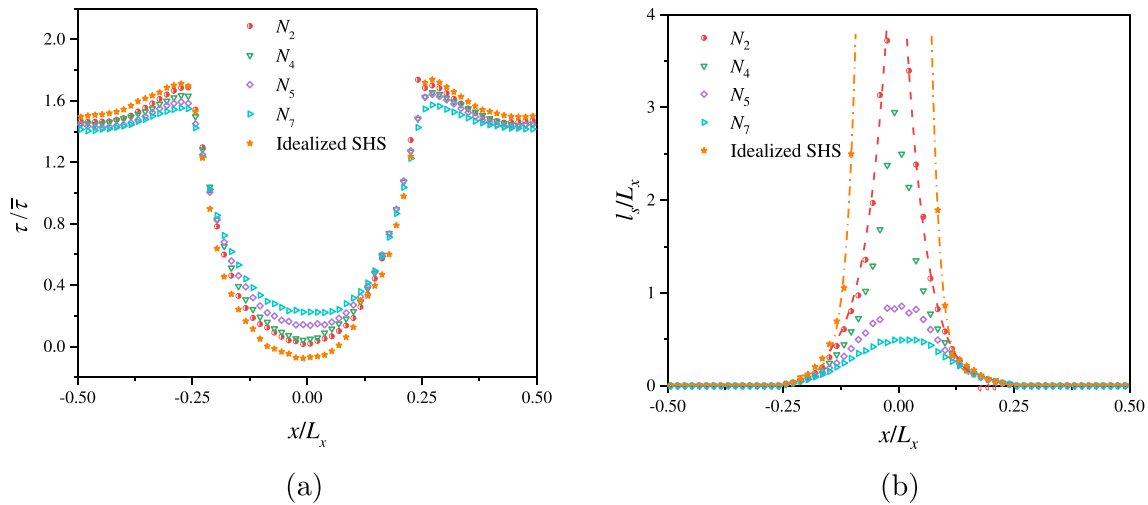 2.0
1.6
1.2
0.8
0.4
0.0
τ/τ̄
N₂
N₄
N₅
N₇
Idealized SHS
-0.50 -0.25 0.00 0.25 0.50
x/Lₓ
(a)
4
3
2
1
0
lₛ/Lₓ
N₂
N₄
N₅
N₇
Idealized SHS
-0.50 -0.25 0.00 0.25 0.50
x/Lₓ
(b)